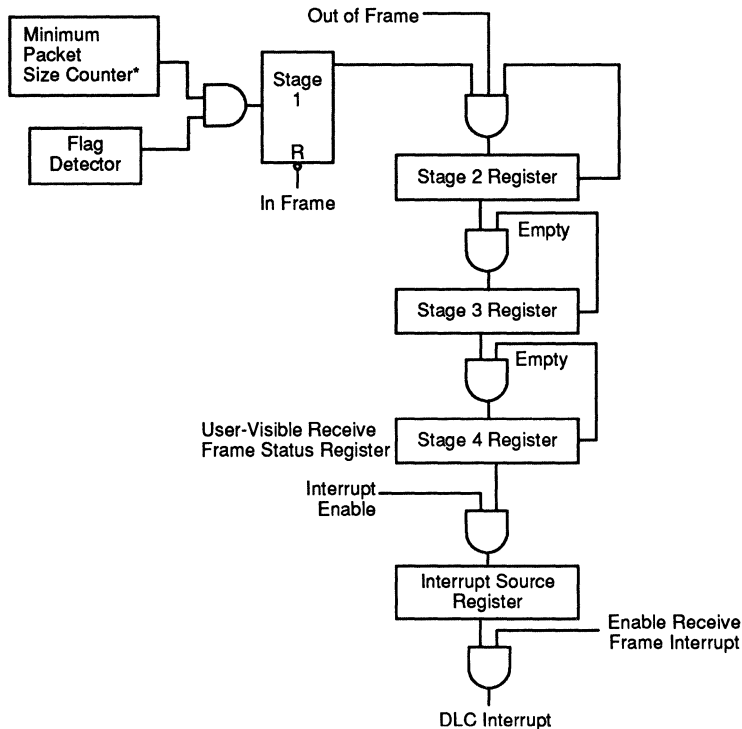 Out of Frame
Minimum
Packet
Size Counter*
Stage
1
Flag
Detector
R
In Frame
Stage 2 Register
Empty
Stage 3 Register
Empty
User-Visible Receive
Frame Status Register
Stage 4 Register
Interrupt
Enable
Interrupt Source
Register
Enable Receive
Frame Interrupt
DLC Interrupt